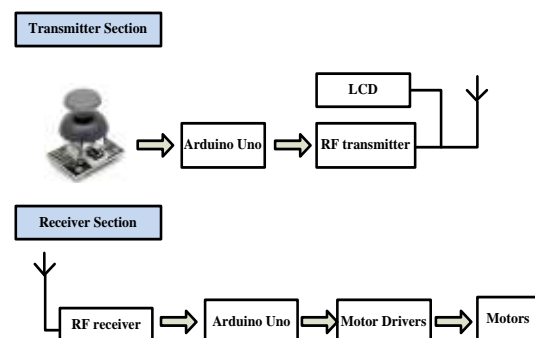 Transmitter Section
LCD
Arduino Uno
RF transmitter
Receiver Section
RF receiver
Arduino Uno
Motor Drivers
Motors